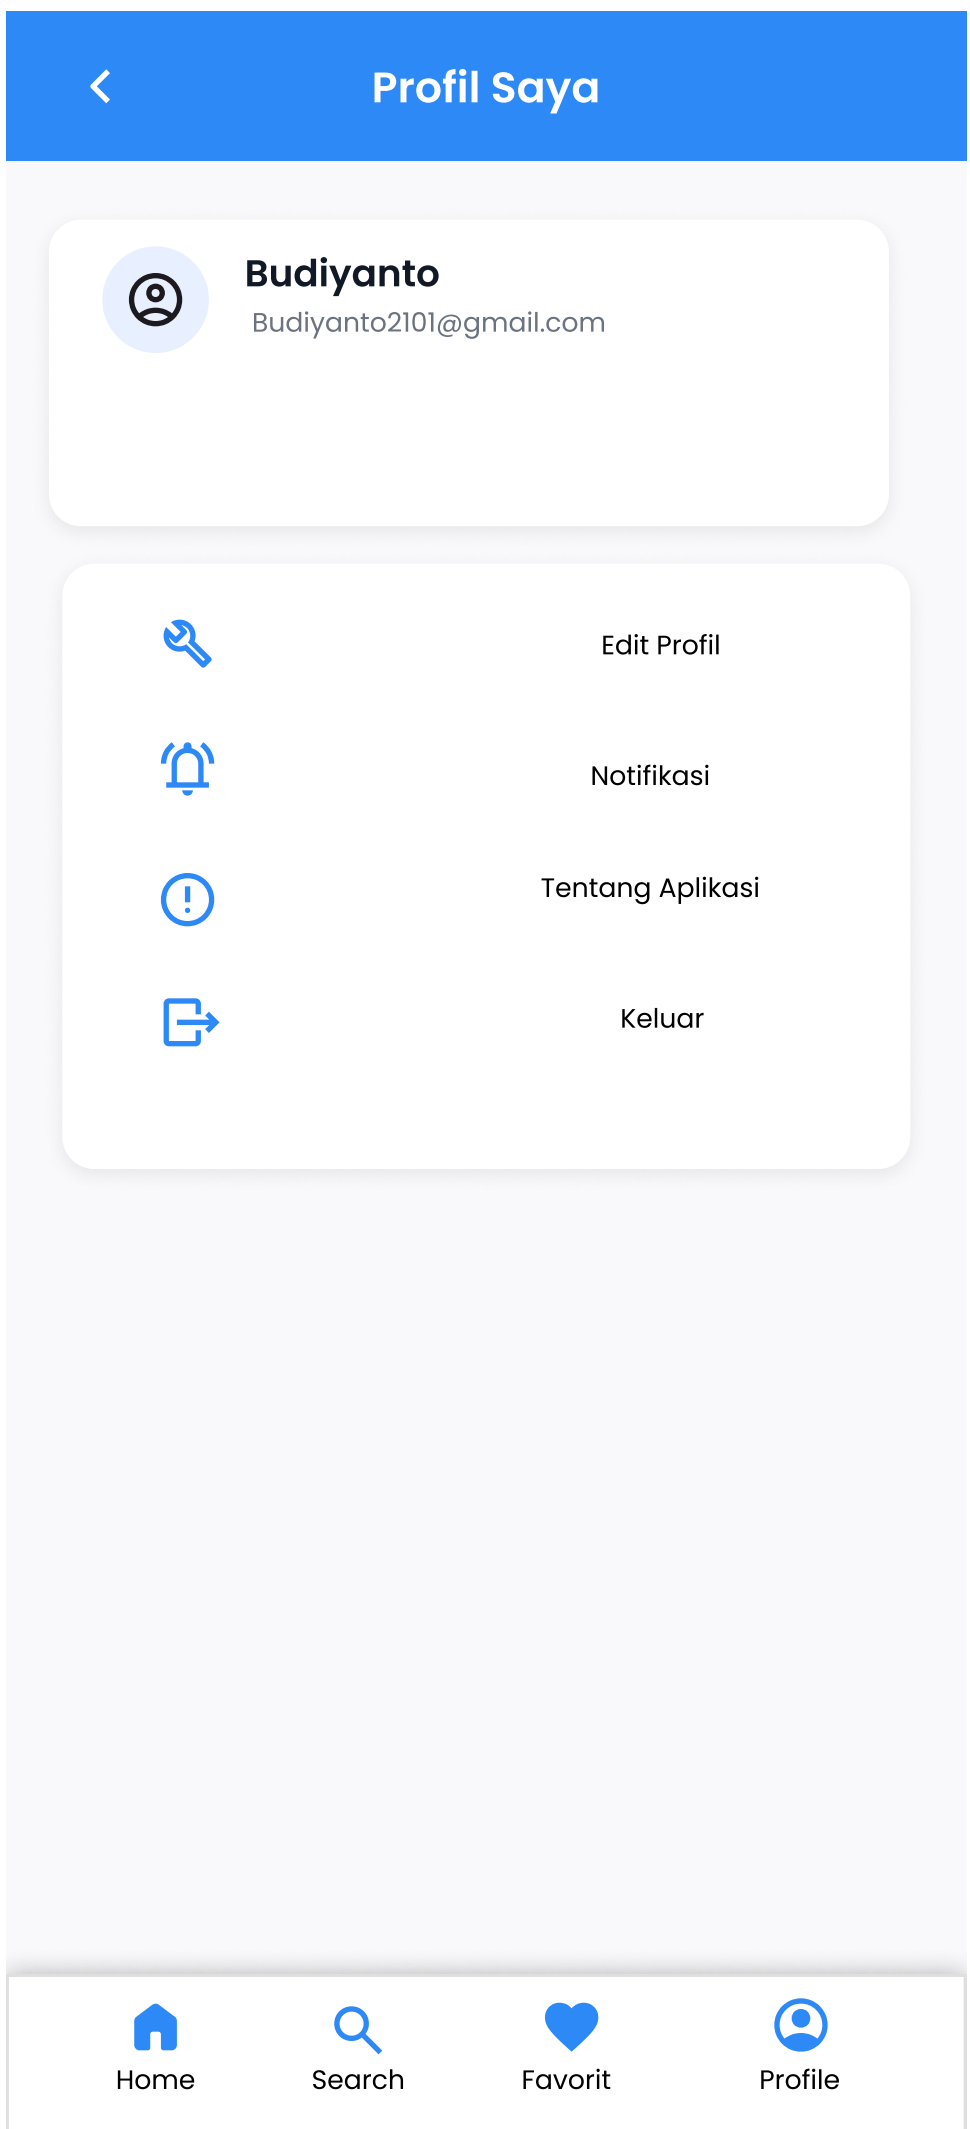 Profil Saya
Budiyanto
Budiyanto2101@gmail.com
Edit Profil
Notifikasi
Tentang Aplikasi
Keluar
Home
Search
Favorit
Profile